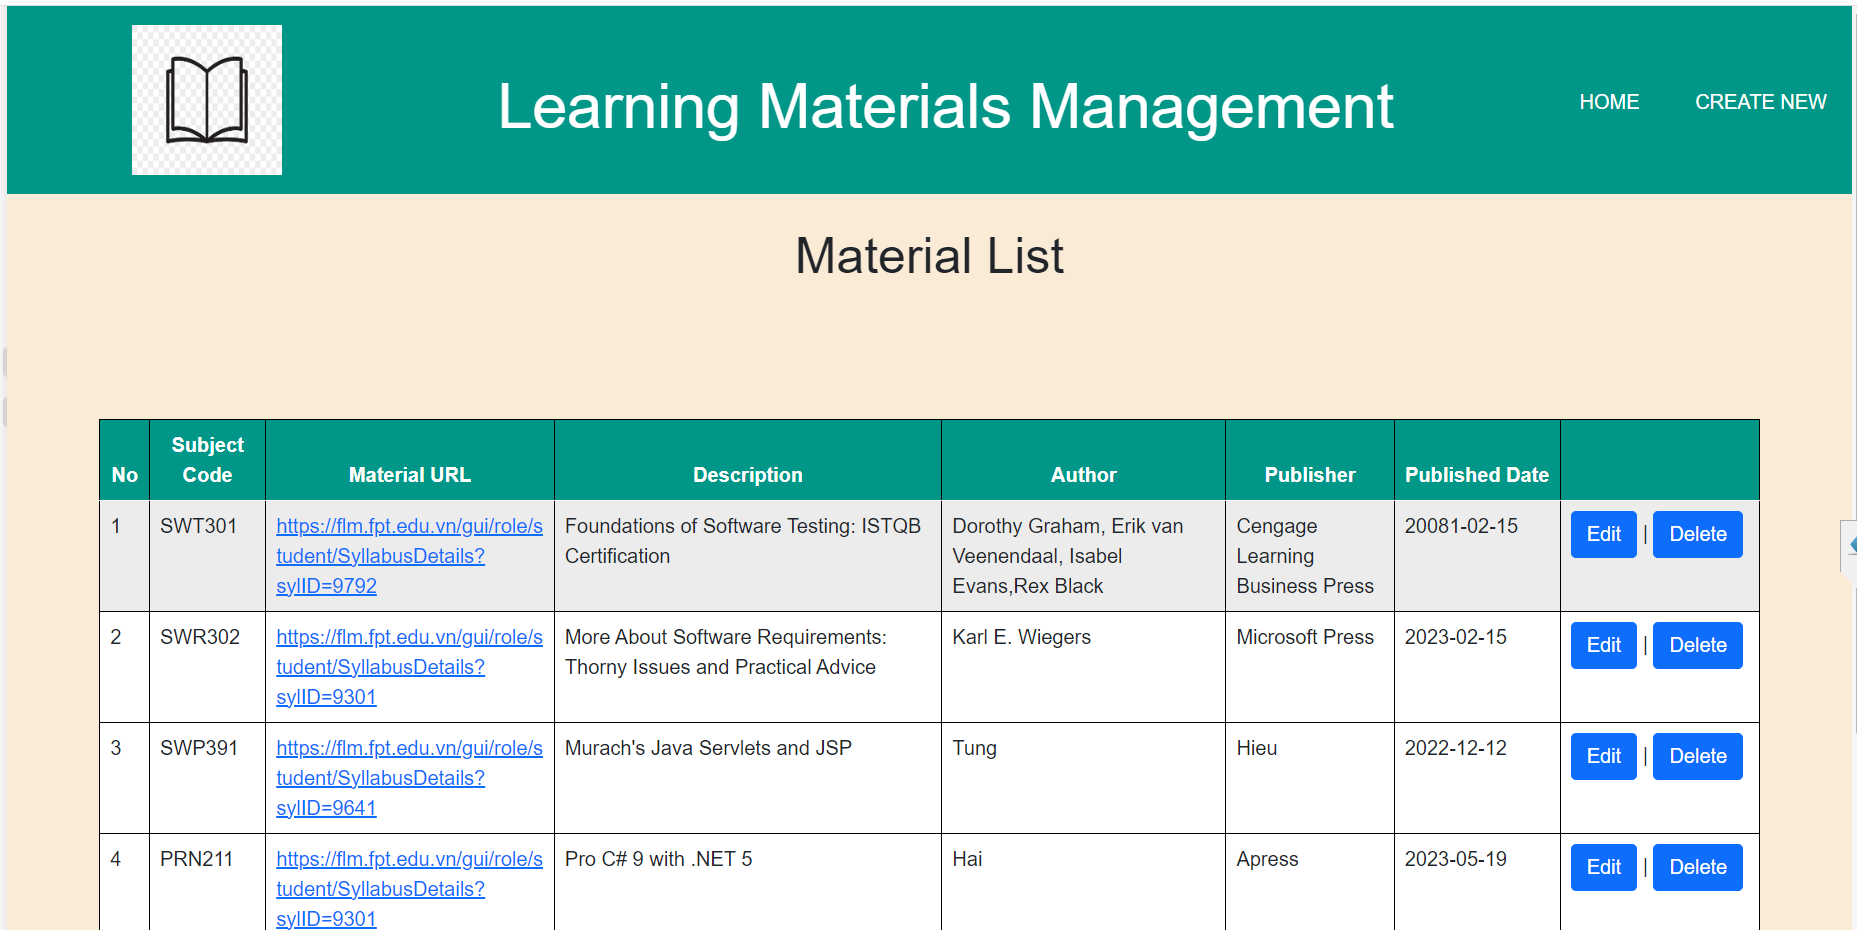 Learning Materials Management
HOME
CREATE NEW
Material List
No
Subject
Code
Material URL
Description
Author
Publisher
Published Date
1
SWT301
https://flm.fpt.edu.vn/gui/role/s
tudent/SyllabusDetails?
sylID=9792
Foundations of Software Testing: ISTQB
Certification
Dorothy Graham, Erik van
Veenendaal, Isabel
Evans,Rex Black
Cengage
Learning
Business Press
20081-02-15
Edit | Delete
2
SWR302
https://flm.fpt.edu.vn/gui/role/s
tudent/SyllabusDetails?
sylID=9301
More About Software Requirements:
Thorny Issues and Practical Advice
Karl E. Wiegers
Microsoft Press
2023-02-15
Edit | Delete
3
SWP391
https://flm.fpt.edu.vn/gui/role/s
tudent/SyllabusDetails?
sylID=9641
Murach's Java Servlets and JSP
Tung
Hieu
2022-12-12
Edit | Delete
4
PRN211
https://flm.fpt.edu.vn/gui/role/s
tudent/SyllabusDetails?
sylID=9301
Pro C# 9 with .NET 5
Hai
Apress
2023-05-19
Edit | Delete